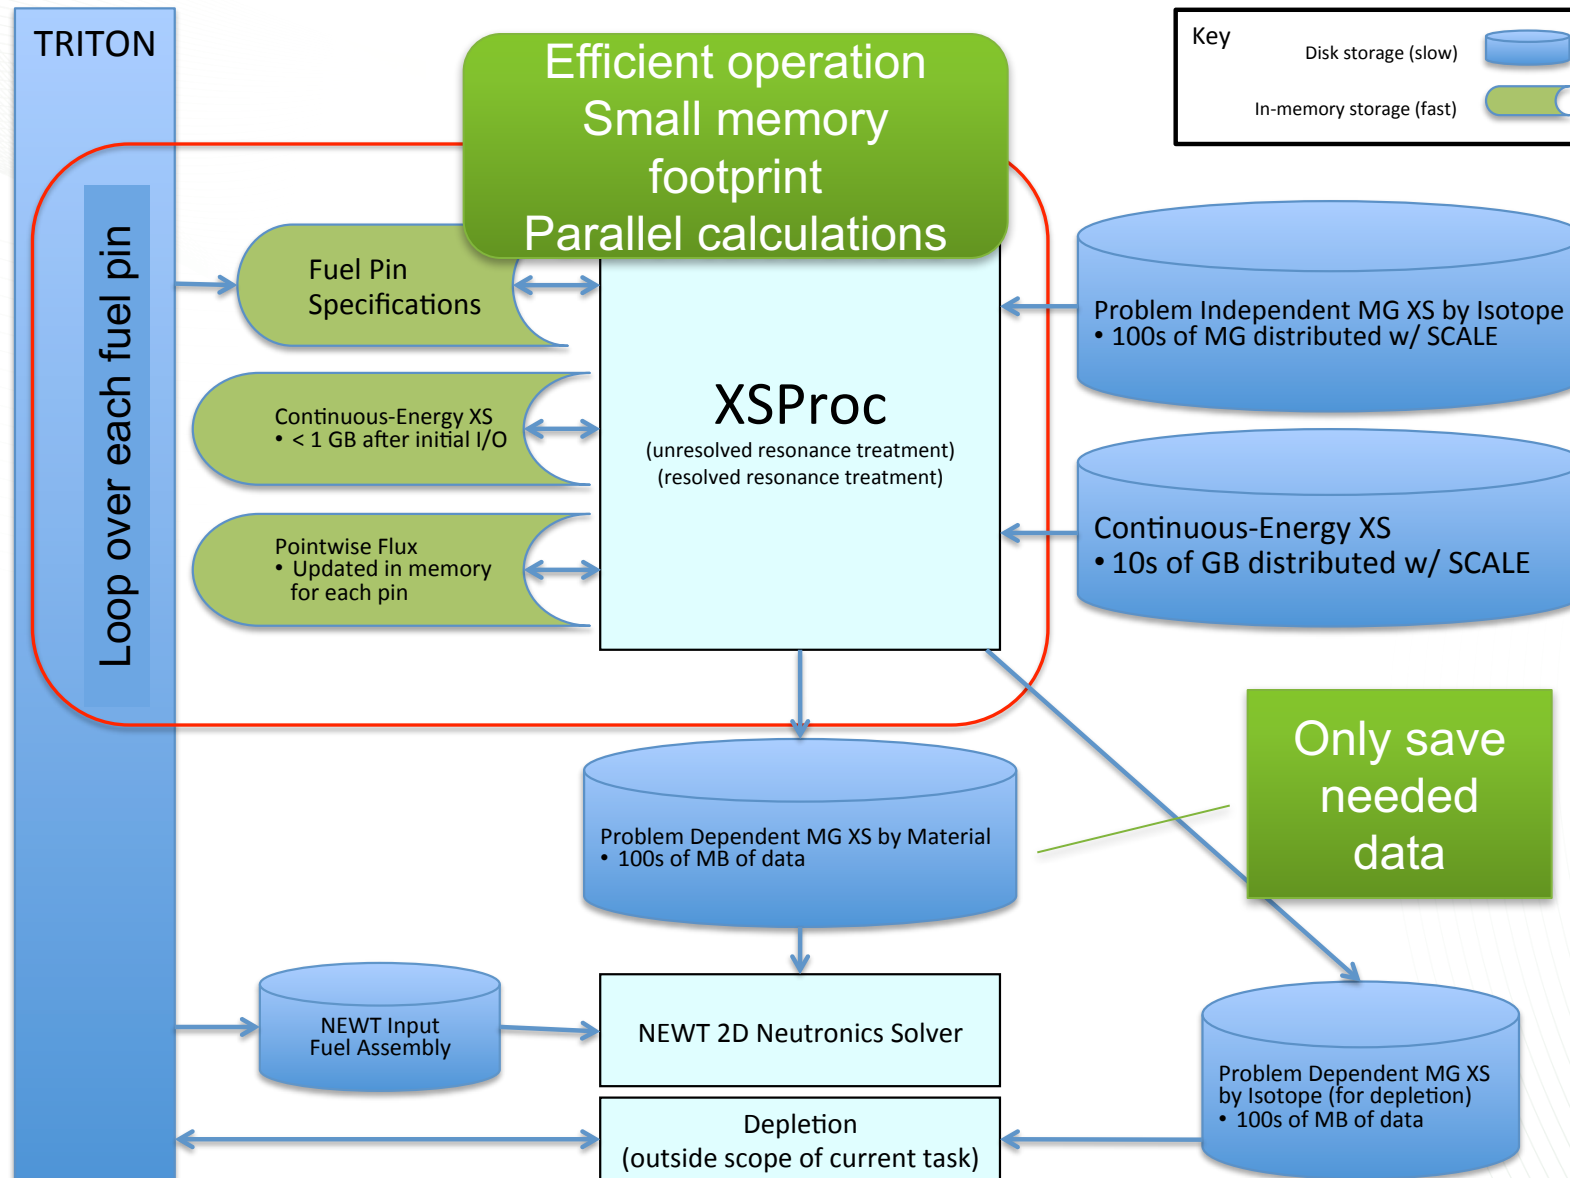 TRITON
Loop over each fuel pin
Efficient operation
Small memory
footprint
Parallel calculations
Key
Disk storage (slow)
In-memory storage (fast)
Fuel Pin
Specifications
Continuous-Energy XS
• < 1 GB after initial I/O
Pointwise Flux
• Updated in memory
for each pin
XSProc
(unresolved resonance treatment)
(resolved resonance treatment)
Problem Independent MG XS by Isotope
• 100s of MG distributed w/ SCALE
Continuous-Energy XS
• 10s of GB distributed w/ SCALE
Only save
needed
data
Problem Dependent MG XS by Material
• 100s of MB of data
NEWT Input
Fuel Assembly
NEWT 2D Neutronics Solver
Problem Dependent MG XS
by Isotope (for depletion)
• 100s of MB of data
Depletion
(outside scope of current task)